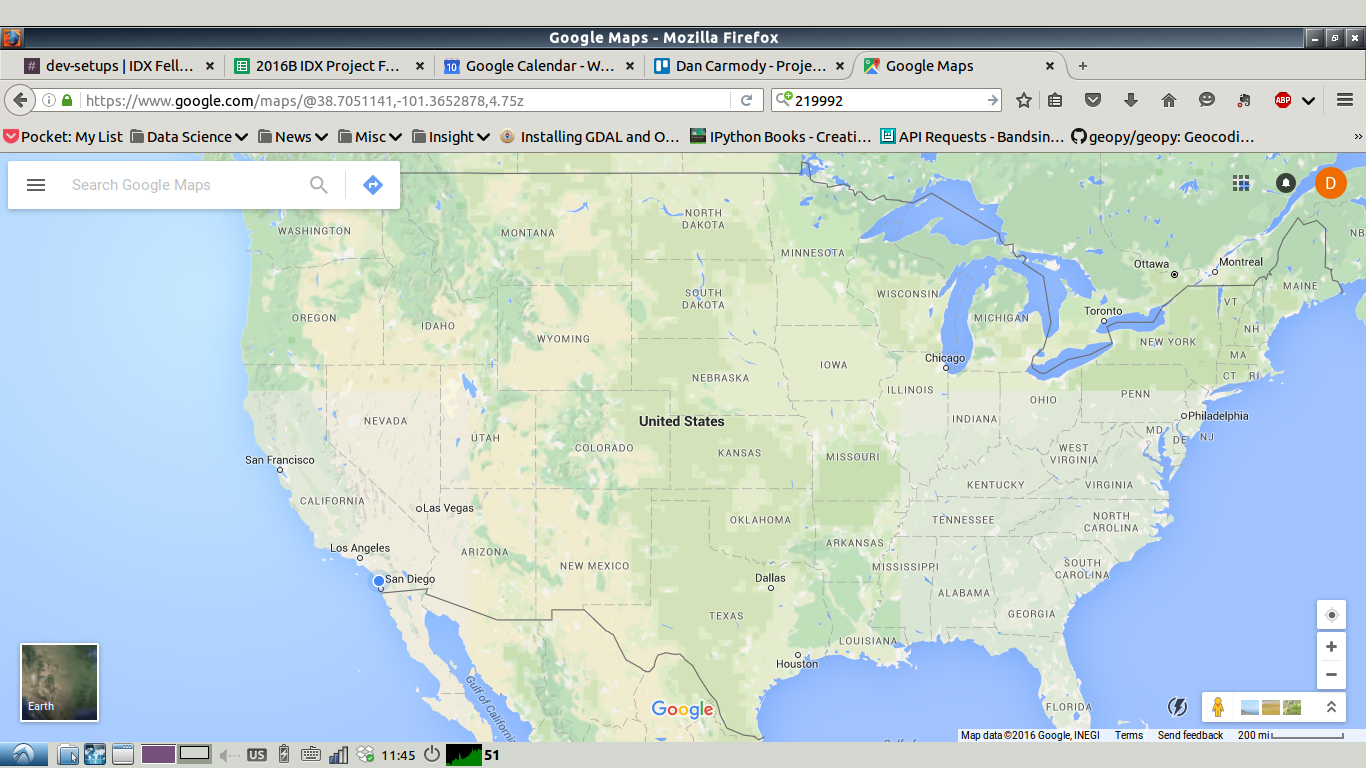 Google Maps - Mozilla Firefox
# dev-setups | IDX Fell... × 2016B IDX Project F... × 10 Google Calendar - W... × Dan Carmody - Proje... × Google Maps × +
https://www.google.com/maps/@38.7051141,-101.3652878,4.75z 219992 ABP
Pocket: My List Data Science News Misc Insight Installing GDAL and O... IPython Books - Creati... API Requests - Bandsin... geopy/geopy: Geocodi... »
Search Google Maps
D
WASHINGTON
MONTANA
NORTH
DAKOTA
MINNESOTA
NB
Ottawa
Montreal
MAINE
OREGON
IDAHO
WYOMING
SOUTH
DAKOTA
WISCONSIN
MICHIGAN
Toronto
VT
NH
NEW YORK
MA
CT
RI
Chicago
IOWA
NEBRASKA
ILLINOIS
INDIANA
OHIO
PENN
Philadelphia
NEVADA
UTAH
COLORADO
United States
KANSAS
MISSOURI
WEST
VIRGINIA
MD
DE
NJ
San Francisco
CALIFORNIA
Las Vegas
KENTUCKY
VIRGINIA
OKLAHOMA
TENNESSEE
NORTH
CAROLINA
Los Angeles
ARIZONA
NEW MEXICO
ARKANSAS
MISSISSIPPI
SOUTH
CAROLINA
San Diego
Dallas
ALABAMA
GEORGIA
TEXAS
LOUISIANA
Houston
Gulf of California
FLORIDA
Earth
Google
Gulf of
Map data ©2016 Google, INEGI Terms Send feedback 200 mi
US 11:45 51